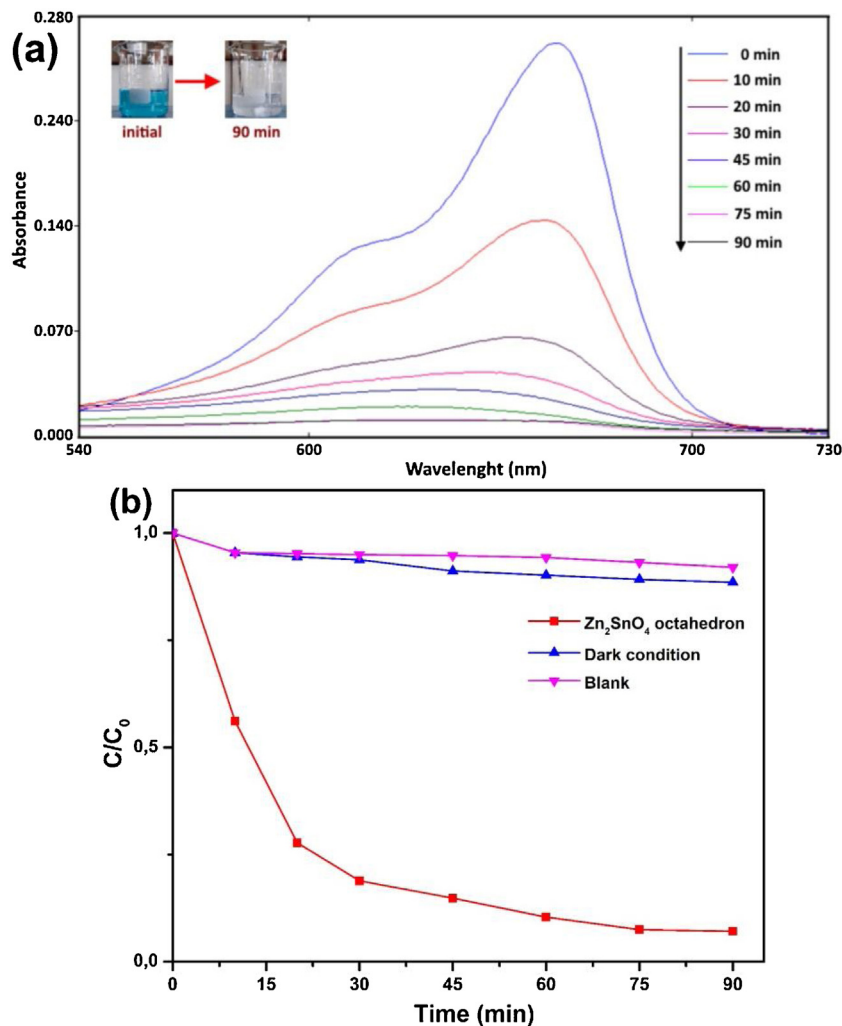 (a)
0.280
0.240
0.140
0.070
0.000
Absorbance
initial
90 min
0 min
10 min
20 min
30 min
45 min
60 min
75 min
90 min
540
600
700
730
Wavelenght (nm)
(b)
1,0
0,5
0,0
C/C₀
Zn₂SnO₄ octahedron
Dark condition
Blank
0
15
30
45
60
75
90
Time (min)